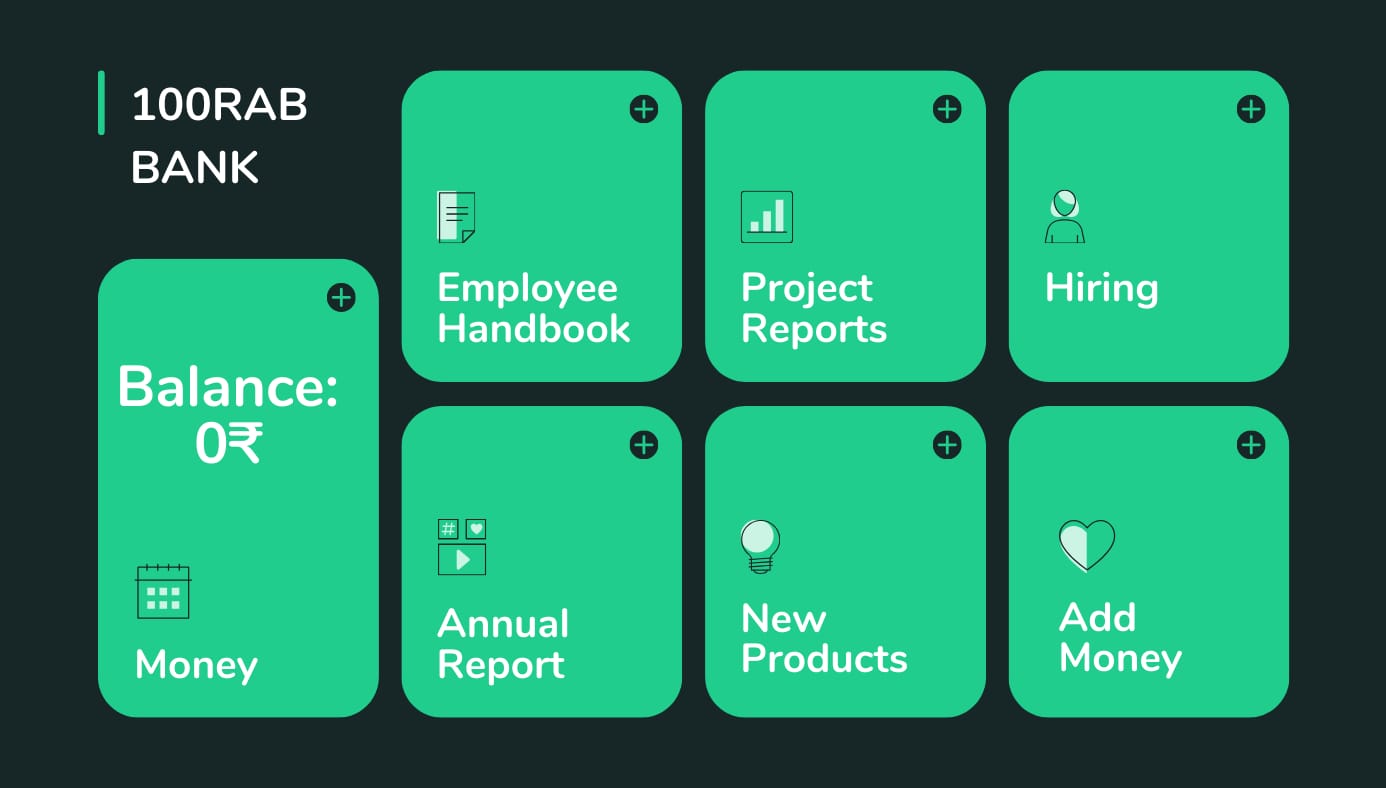 100RAB
BANK
Balance:
0₹
Money
Employee
Handbook
Project
Reports
Hiring
#
Annual
Report
New
Products
Add
Money